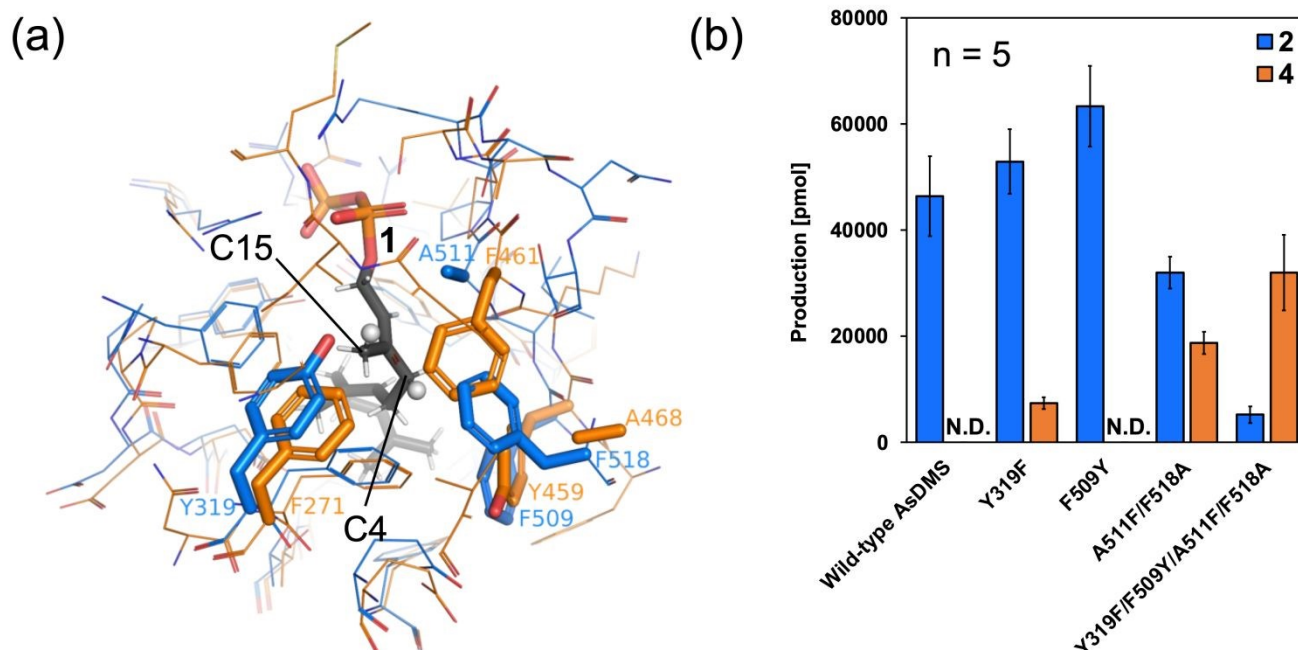 (a)
C15
1
A511
F461
A468
F518
Y319
F271
Y459
F509
C4
(b)
80000
60000
40000
20000
0
Production [pmol]
n = 5
2
4
N.D.
N.D.
Wild-type AsDMS
Y319F
F509Y
A511F/F518A
Y319F/F509Y/A511F/F518A